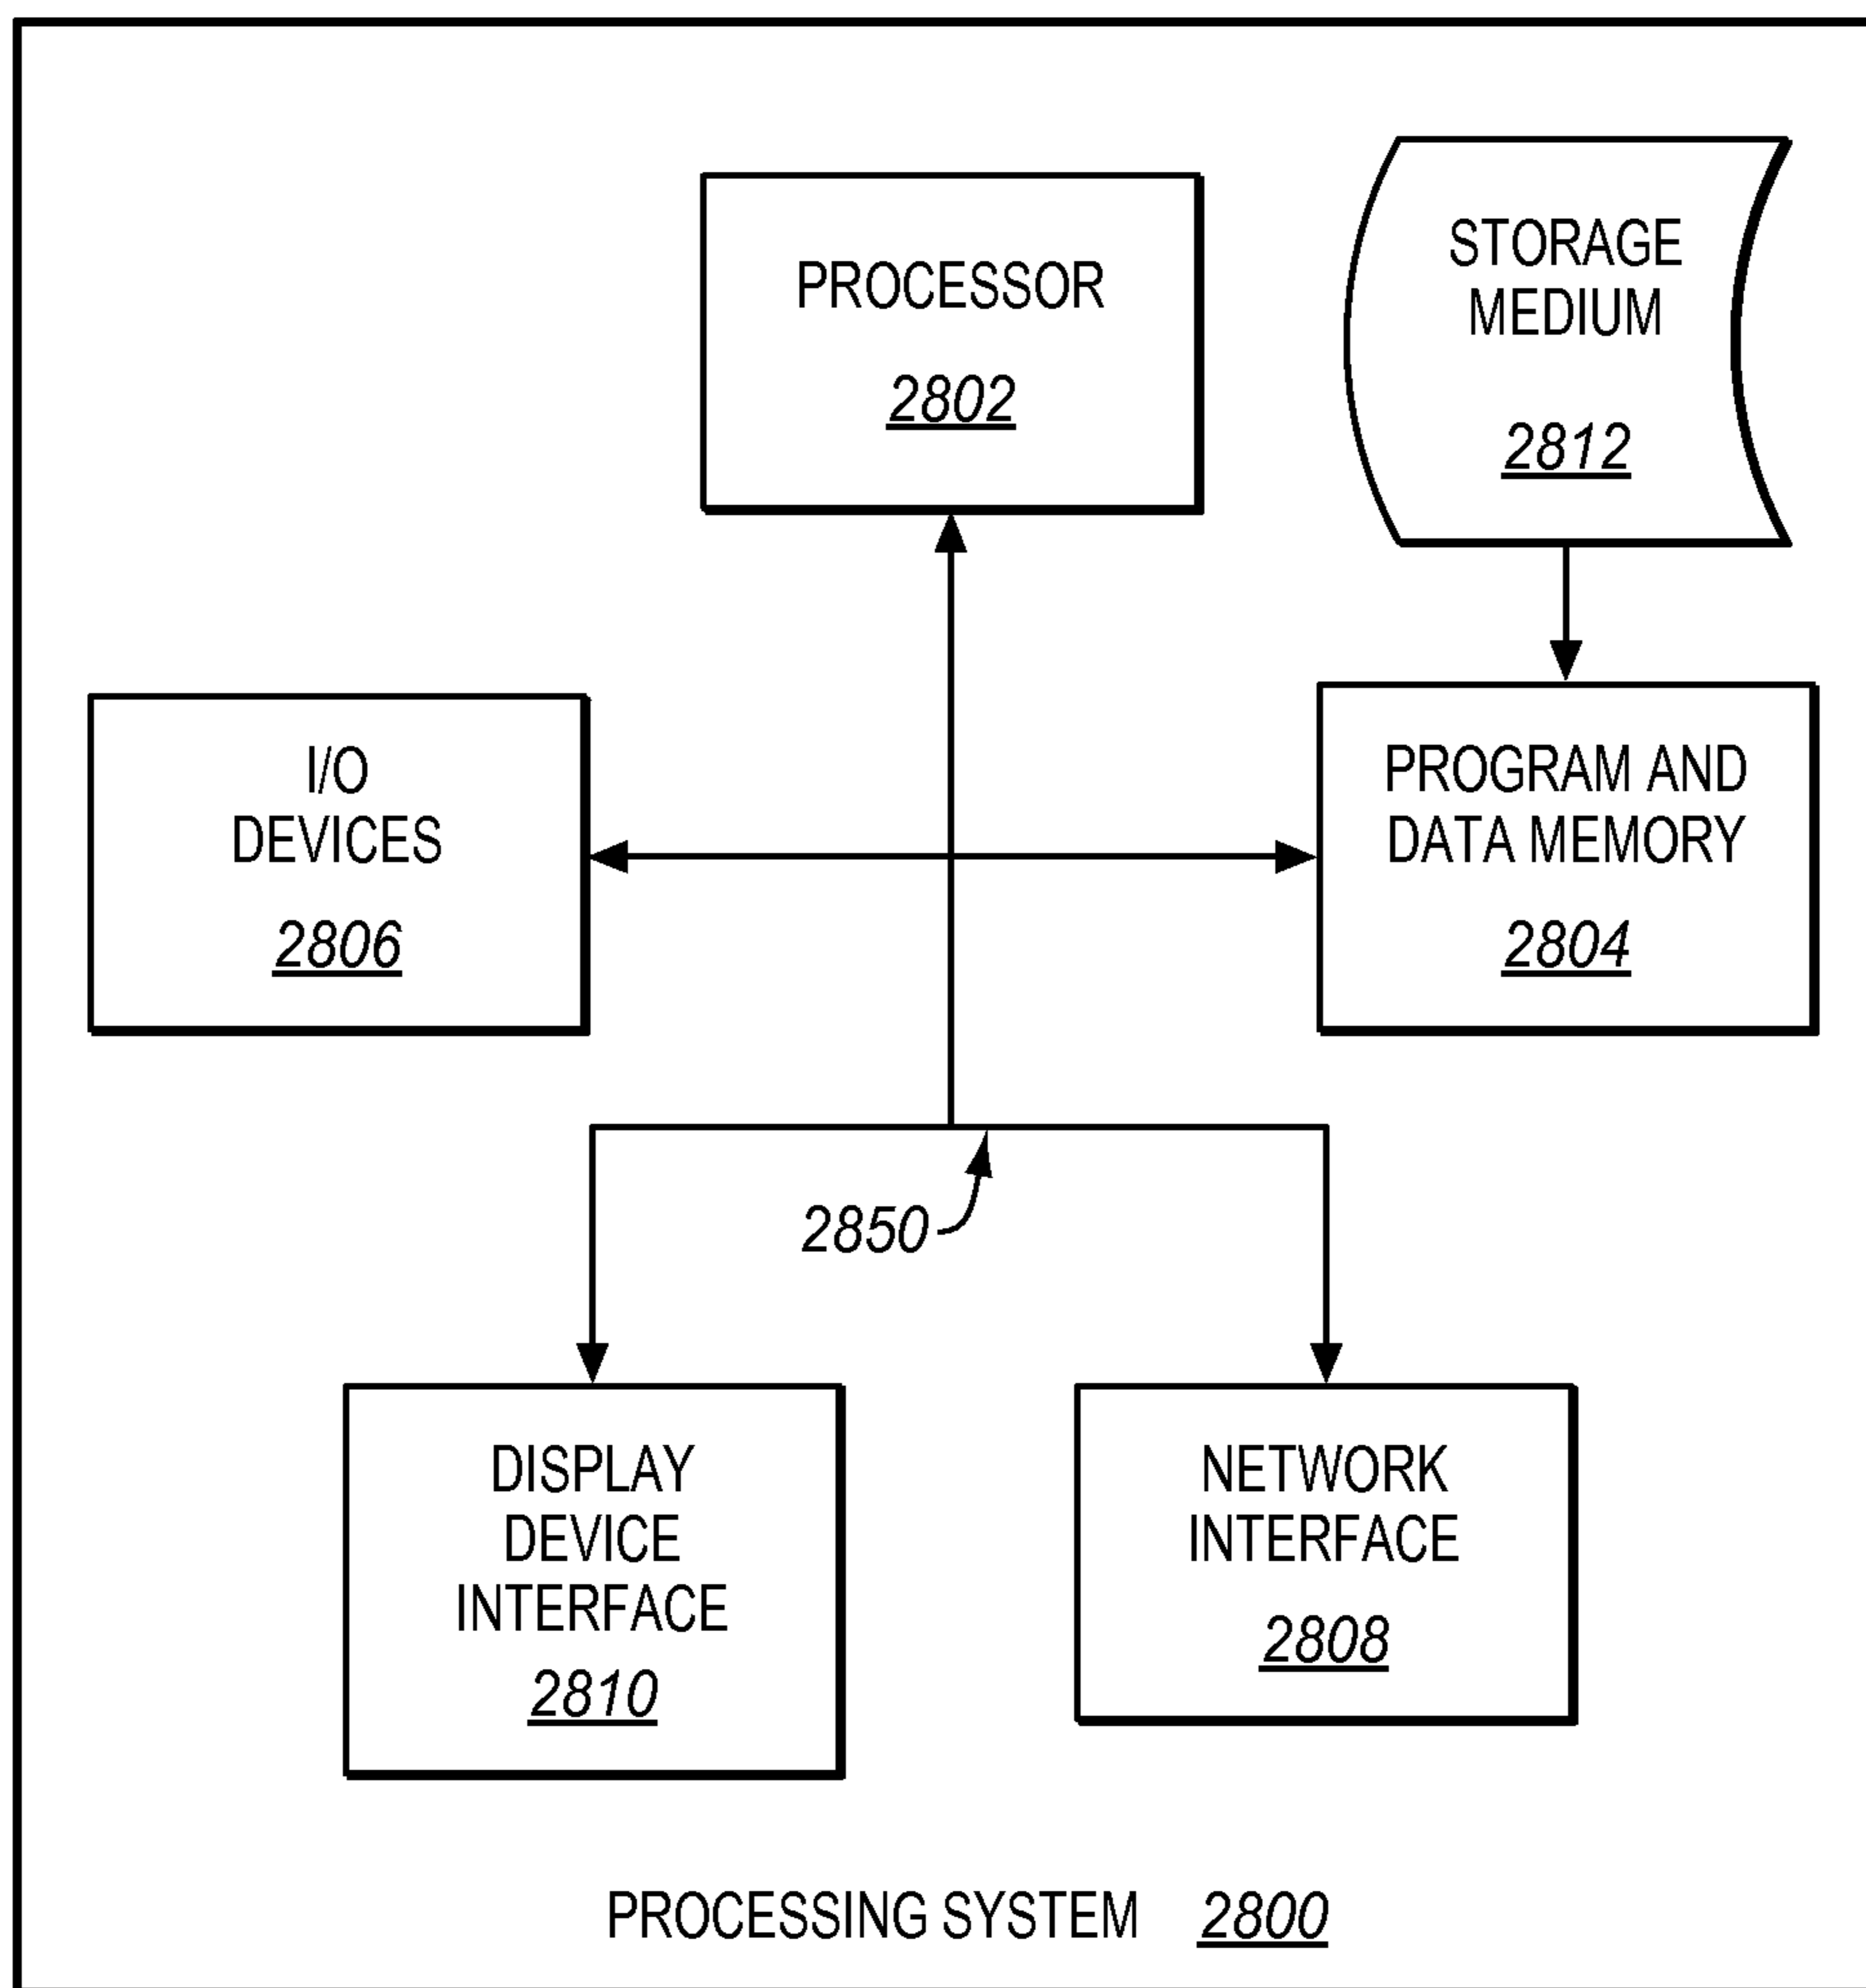 PROCESSOR
2802
STORAGE
MEDIUM
2812
I/O
DEVICES
2806
PROGRAM AND
DATA MEMORY
2804
2850
DISPLAY
DEVICE
INTERFACE
2810
NETWORK
INTERFACE
2808
PROCESSING SYSTEM 2800